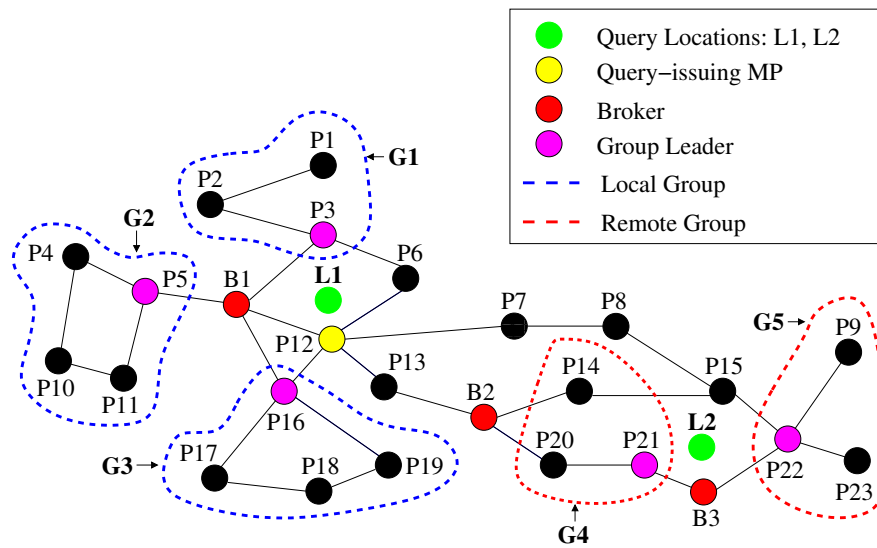 Query Locations: L1, L2
Query−issuing MP
Broker
Group Leader
Local Group
Remote Group
P1
G1
P2
G2
P3
P4
P5
B1
L1
P6
P7
P8
G5
P9
P12
P13
P14
P15
B2
P10
P11
P16
L2
P17
P18
P19
P20
P21
P22
P23
G3
G4
B3